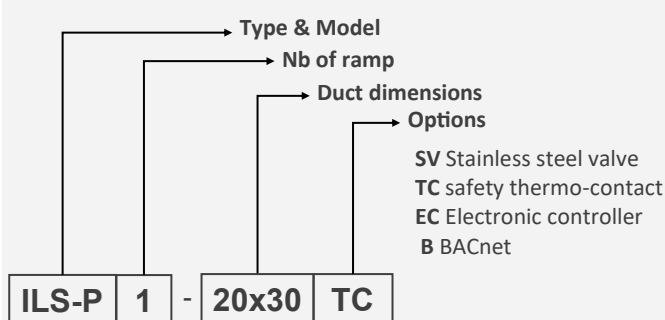 Type & Model
Nb of ramp
Duct dimensions
Options
SV Stainless steel valve
TC safety thermo-contact
EC Electronic controller
B BACnet
ILS-P 1 - 20x30 TC